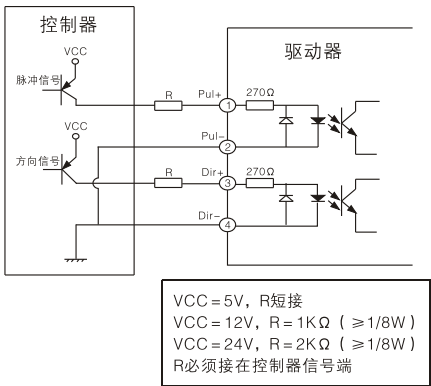 控制器
驱动器
VCC
脉冲信号
R
Pul+
1
270Ω
Pul-
2
VCC
方向信号
R
Dir+
3
270Ω
Dir-
4
VCC=5V，R短接
VCC=12V，R=1KΩ（≥1/8W）
VCC=24V，R=2KΩ（≥1/8W）
R必须接在控制器信号端